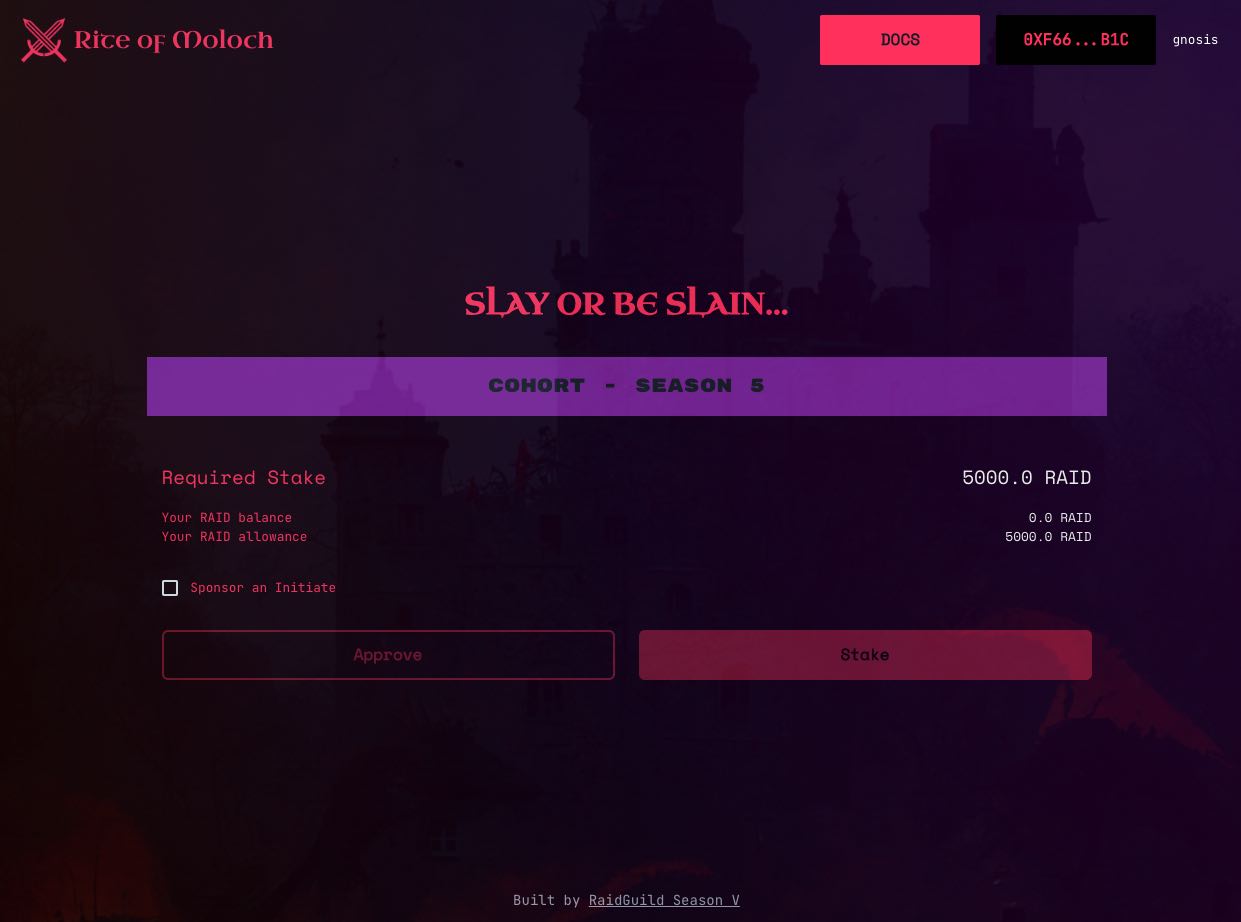 Rite of Moloch
DOCS
0XF66...B1C
gnosis
SLAY OR BE SLAIN...
COHORT - SEASON 5
Required Stake
5000.0 RAID
Your RAID balance
0.0 RAID
Your RAID allowance
5000.0 RAID
Sponsor an Initiate
Approve
Stake
Built by RaidGuild Season V